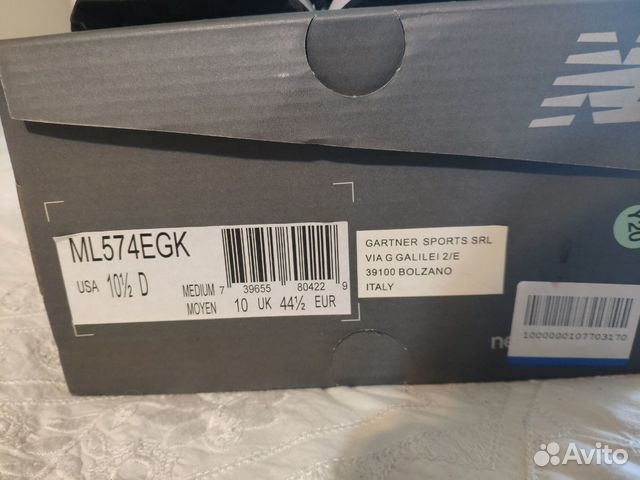 ML574EGK
USA 10½ D
MEDIUM
MOYEN
7 39655 80422 9
10 UK 44½ EUR
GARTNER SPORTS SRL
VIA G GALILEI 2/E
39100 BOLZANO
ITALY
1000000107703170
Avito